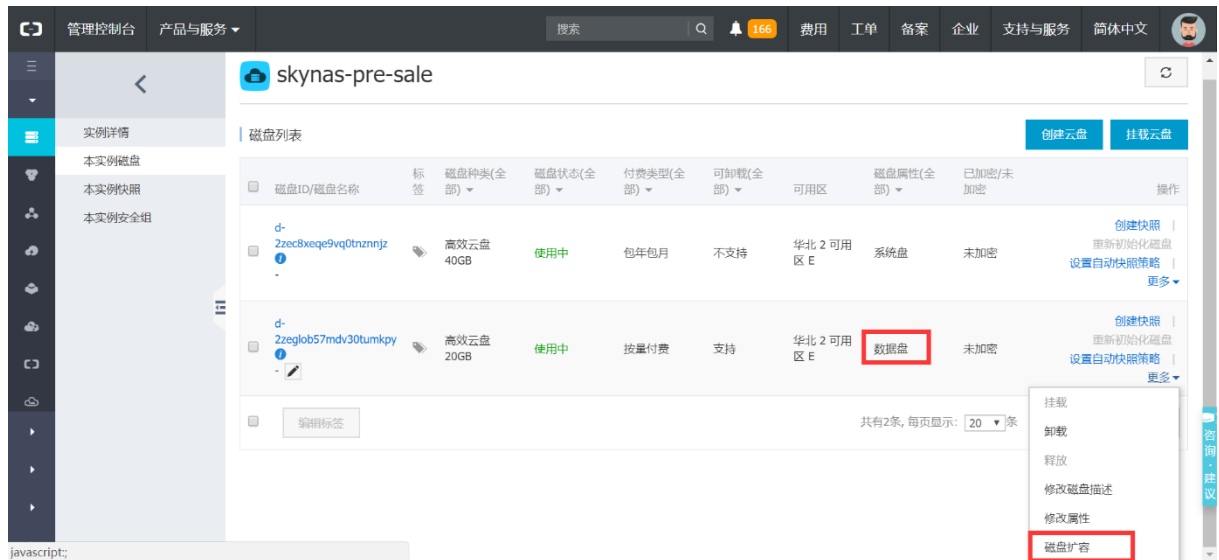 管理控制台 产品与服务 搜索 166 费用 工单 备案 企业 支持与服务 简体中文
skynas-pre-sale
实例详情
本实例磁盘
本实例快照
本实例安全组
磁盘列表 创建云盘 挂载云盘
磁盘ID/磁盘名称 标签 磁盘种类(全部) 磁盘状态(全部) 付费类型(全部) 可卸载(全部) 可用区 磁盘属性(全部) 已加密/未加密 操作
d-
2zec8xeqe9vq0tnznnjz
-
高效云盘
40GB
使用中
包年包月
不支持
华北 2 可用
区 E
系统盘
未加密
创建快照 |
重新初始化磁盘
设置自动快照策略 |
更多
d-
2zeglob57mdv30tumkpy
-
高效云盘
20GB
使用中
按量付费
支持
华北 2 可用
区 E
数据盘
未加密
创建快照 |
重新初始化磁盘
设置自动快照策略 |
更多
编辑标签 共有2条, 每页显示: 20 条
挂载
卸载
释放
修改磁盘描述
修改属性
磁盘扩容
咨询·建议
javascript:;